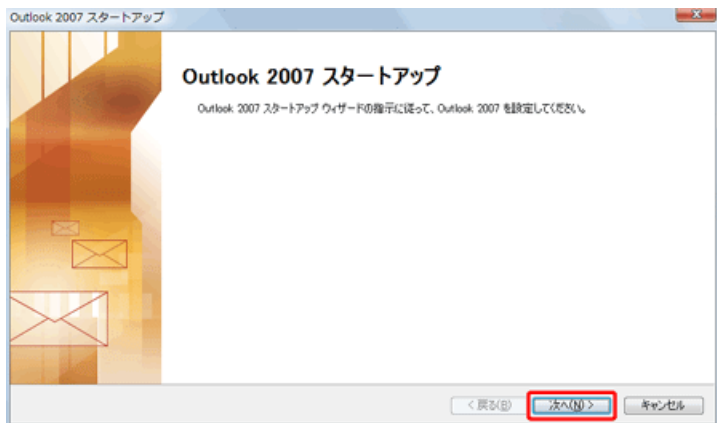 Outlook 2007 スタートアップ
Outlook 2007 スタートアップ
Outlook 2007 スタートアップ ウィザードの指示に従って、Outlook 2007 を設定してください。
< 戻る(B) 次へ(N) > キャンセル